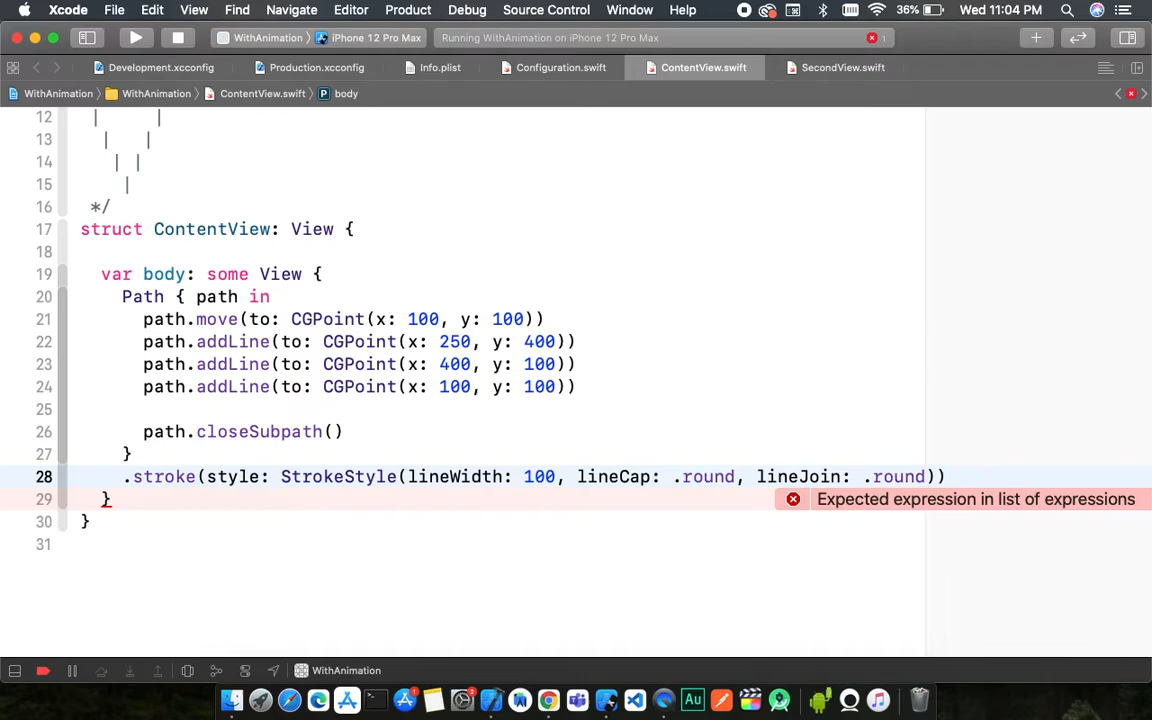 Xcode File Edit View Find Navigate Editor Product Debug Source Control Window Help 36% Wed 11:04 PM
WithAnimation iPhone 12 Pro Max Running WithAnimation on iPhone 12 Pro Max 1
Development.xcconfig Production.xcconfig Info.plist Configuration.swift ContentView.swift SecondView.swift
WithAnimation WithAnimation ContentView.swift P body
12 | |
13 | |
14 | |
15 |
16 */
17 struct ContentView: View {
18
19 var body: some View {
20 Path { path in
21 path.move(to: CGPoint(x: 100, y: 100))
22 path.addLine(to: CGPoint(x: 250, y: 400))
23 path.addLine(to: CGPoint(x: 400, y: 100))
24 path.addLine(to: CGPoint(x: 100, y: 100))
25
26 path.closeSubpath()
27 }
28 .stroke(style: StrokeStyle(lineWidth: 100, lineCap: .round, lineJoin: .round))
29 } Expected expression in list of expressions
30 }
31
WithAnimation
Au